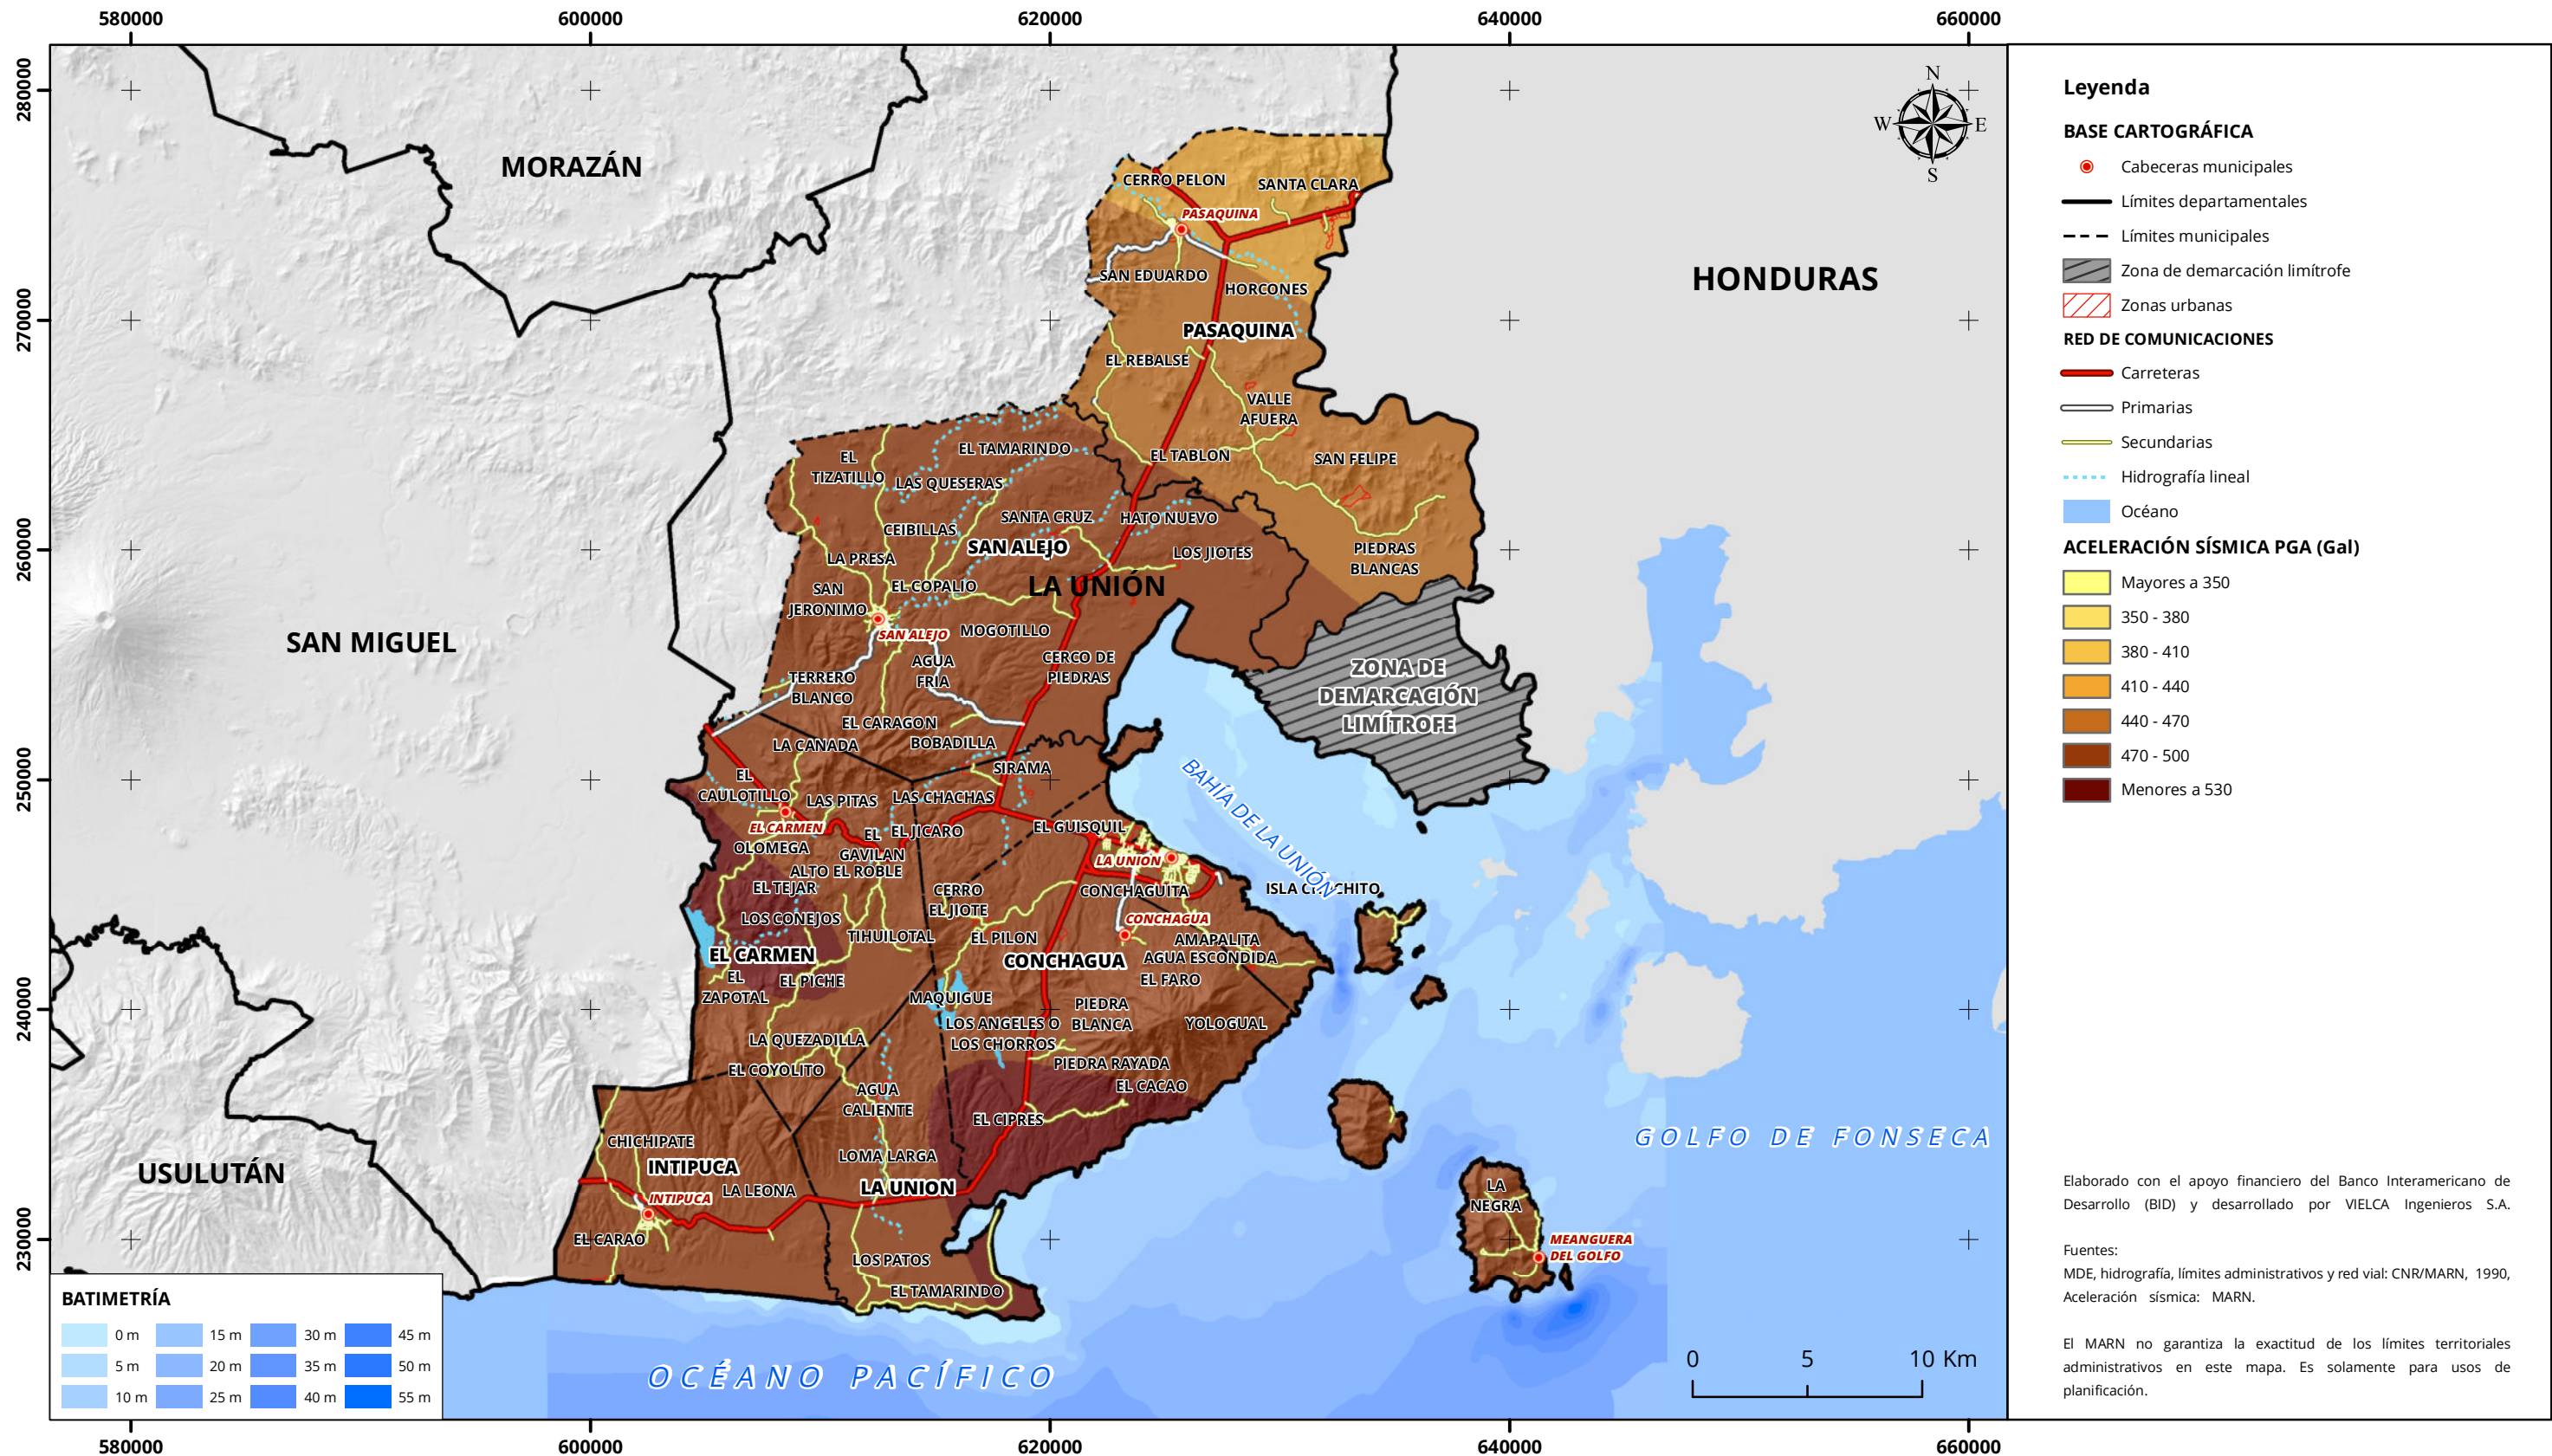 580000
600000
620000
640000
660000
280000
270000
260000
250000
240000
230000
MORAZÁN
HONDURAS
SAN MIGUEL
USULUTÁN
LA UNIÓN
N
W
E
S
CERRO PELON
SANTA CLARA
PASAQUINA
SAN EDUARDO
HORCONES
PASAQUINA
EL REBALSE
VALLE
AFUERA
EL TABLON
SAN FELIPE
PIEDRAS
BLANCAS
EL
TIZATILLO
EL TAMARINDO
LAS QUESERAS
SANTA CRUZ
HATO NUEVO
CEIBILLAS
SAN ALEJO
LOS JIOTES
LA PRESA
EL COPALIO
SAN
JERONIMO
SAN ALEJO
MOGOTILLO
AGUA
FRIA
CERCO DE
PIEDRAS
TERRERO
BLANCO
EL CARAGON
LA CANADA
BOBADILLA
SIRAMA
ZONA DE
DEMARCACIÓN
LIMÍTROFE
BAHÍA DE LA UNIÓN
EL
CAULOTILLO
LAS PITAS
LAS CHACHAS
EL CARMEN
EL
GAVILAN
EL JICARO
EL GUISQUIL
OLOMEGA
ALTO EL ROBLE
LA UNION
EL TEJAR
CERRO
EL JIOTE
CONCHAGUITA
LOS CONEJOS
CONCHAGUA
TIHUILOTAL
EL PILON
AMAPALITA
EL CARMEN
CONCHAGUA
AGUA ESCONDIDA
EL
ZAPOTAL
EL PICHE
EL FARO
MAQUIGUE
PIEDRA
BLANCA
LOS ANGELES O
LOS CHORROS
YOLOGUAL
LA QUEZADILLA
EL COYOLITO
PIEDRA RAYADA
AGUA
CALIENTE
EL CACAO
EL CIPRES
CHICHIPATE
INTIPUCA
LOMA LARGA
INTIPUCA
LA LEONA
LA UNION
EL CARAO
LOS PATOS
EL TAMARINDO
LA
NEGRA
MEANGUERA
DEL GOLFO
GOLFO DE FONSECA
OCÉANO PACÍFICO
BATIMETRÍA
0 m
15 m
30 m
45 m
5 m
20 m
35 m
50 m
10 m
25 m
40 m
55 m
0
5
10 Km
Leyenda
BASE CARTOGRÁFICA
Cabeceras municipales
Límites departamentales
Límites municipales
Zona de demarcación limítrofe
Zonas urbanas
RED DE COMUNICACIONES
Carreteras
Primarias
Secundarias
Hidrografía lineal
Océano
ACELERACIÓN SÍSMICA PGA (Gal)
Mayores a 350
350 - 380
380 - 410
410 - 440
440 - 470
470 - 500
Menores a 530
Elaborado con el apoyo financiero del Banco Interamericano de
Desarrollo (BID) y desarrollado por VIELCA Ingenieros S.A.
Fuentes:
MDE, hidrografía, límites administrativos y red vial: CNR/MARN, 1990,
Aceleración sísmica: MARN.
El MARN no garantiza la exactitud de los límites territoriales
administrativos en este mapa. Es solamente para usos de
planificación.
580000
600000
620000
640000
660000
ISLA